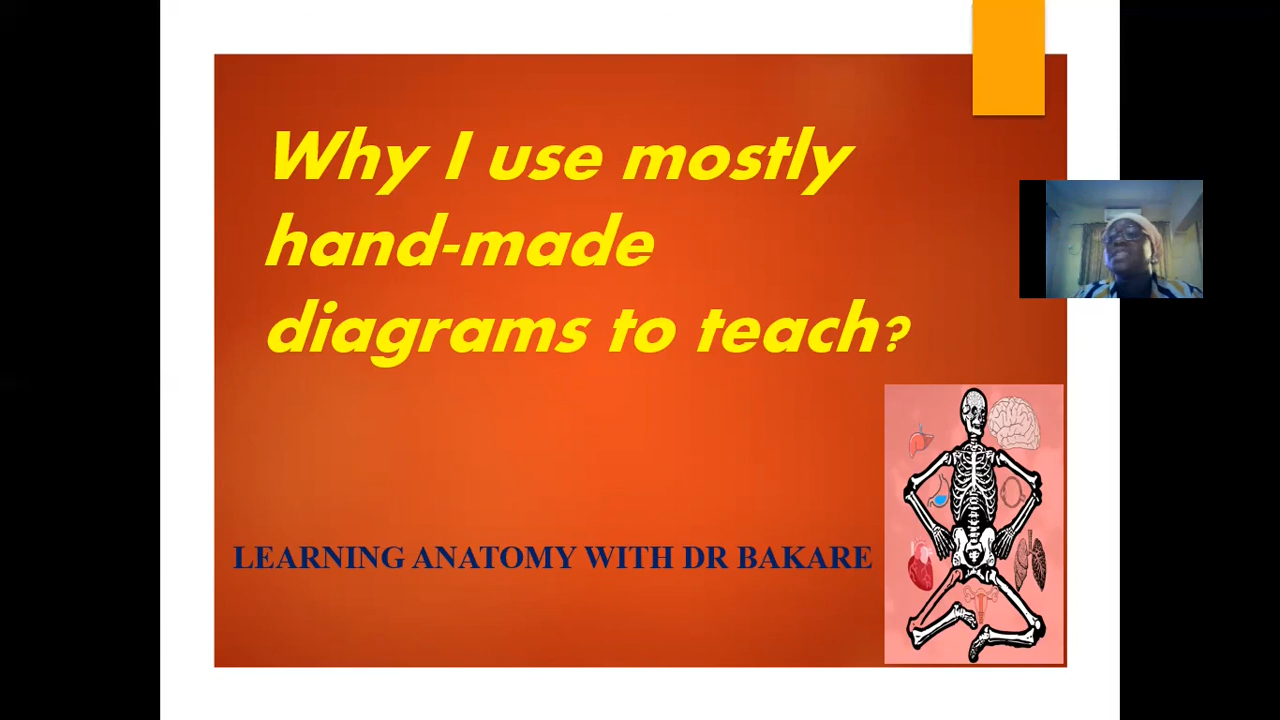 Why I use mostly
hand-made
diagrams to teach?
LEARNING ANATOMY WITH DR BAKARE